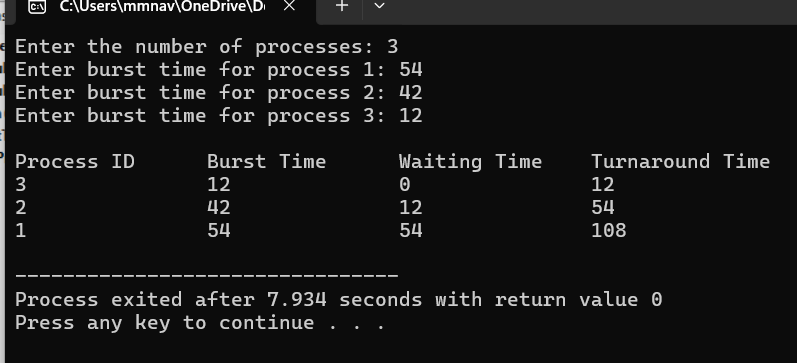 C:\Users\mmnav\OneDrive\D
Enter the number of processes: 3
Enter burst time for process 1: 54
Enter burst time for process 2: 42
Enter burst time for process 3: 12
Process ID Burst Time Waiting Time Turnaround Time
3 12 0 12
2 42 12 54
1 54 54 108
--------------------------------
Process exited after 7.934 seconds with return value 0
Press any key to continue . . .